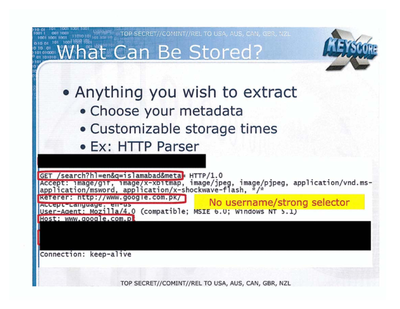 TOP SECRET//COMINT//REL TO USA, AUS, CAN, GBR, NZL
What Can Be Stored?
X KEYSCORE
• Anything you wish to extract
• Choose your metadata
• Customizable storage times
• Ex: HTTP Parser
GET /search?hl=en&q=islamabad&meta= HTTP/1.0
Accept: image/gif, image/x-xbitmap, image/jpeg, image/pjpeg, application/vnd.ms-
application/msword, application/x-shockwave-flash, */*
Referer: http://www.google.com.pk/
Accept-Language: en-us
No username/strong selector
User-Agent: Mozilla/4.0 (compatible; MSIE 6.0; Windows NT 5.1)
Host: www.google.com.pk
Connection: keep-alive
TOP SECRET//COMINT//REL TO USA, AUS, CAN, GBR, NZL